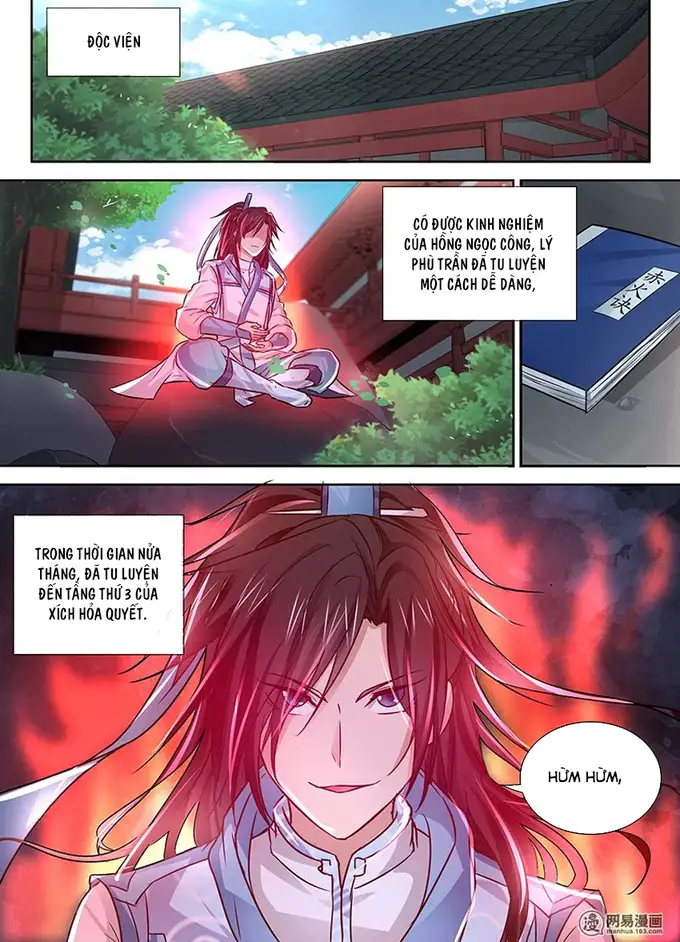 ĐỘC VIỆN
CÓ ĐƯỢC KINH NGHIỆM
CỦA HỒNG NGỌC CÔNG, LÝ
PHÙ TRẦN ĐÃ TU LUYỆN
MỘT CÁCH DỄ DÀNG,
赤火诀
TRONG THỜI GIAN NỬA
THÁNG, ĐÃ TU LUYỆN
ĐẾN TẦNG THỨ 3 CỦA
XÍCH HỎA QUYẾT.
HỪM HỪM,
漫 网易漫画
manhua.163.com